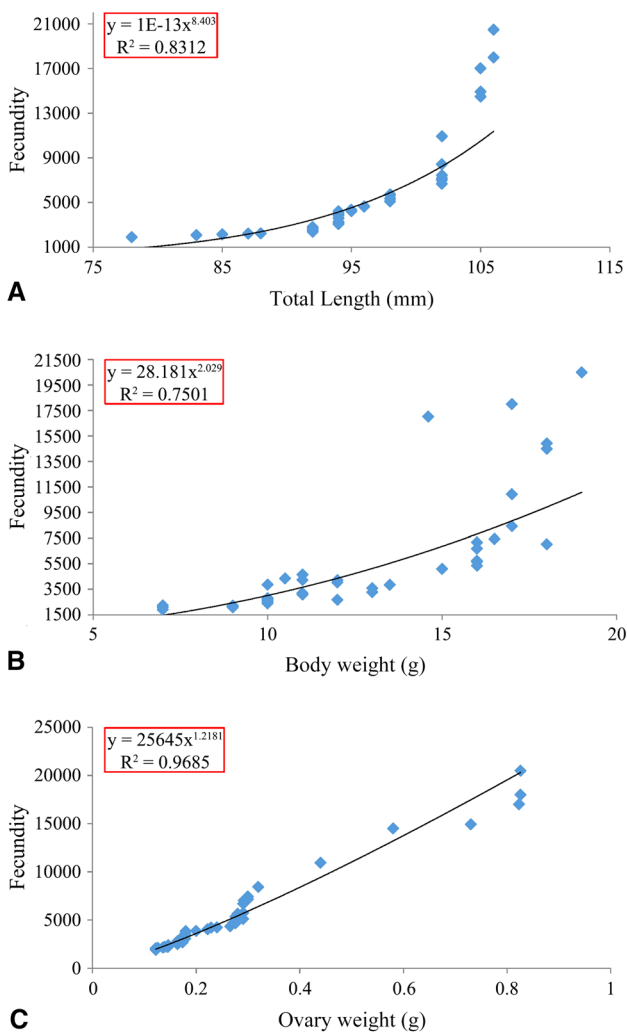 21000
17000
13000
9000
5000
1000
Fecundity
y = 1E-13x^8.403
R² = 0.8312
75
85
95
105
115
Total Length (mm)
A
21500
19500
17500
15500
13500
11500
9500
7500
5500
3500
1500
Fecundity
y = 28.181x^2.029
R² = 0.7501
5
10
15
20
Body weight (g)
B
25000
20000
15000
10000
5000
0
Fecundity
y = 25645x^1.2181
R² = 0.9685
0
0.2
0.4
0.6
0.8
1
Ovary weight (g)
C